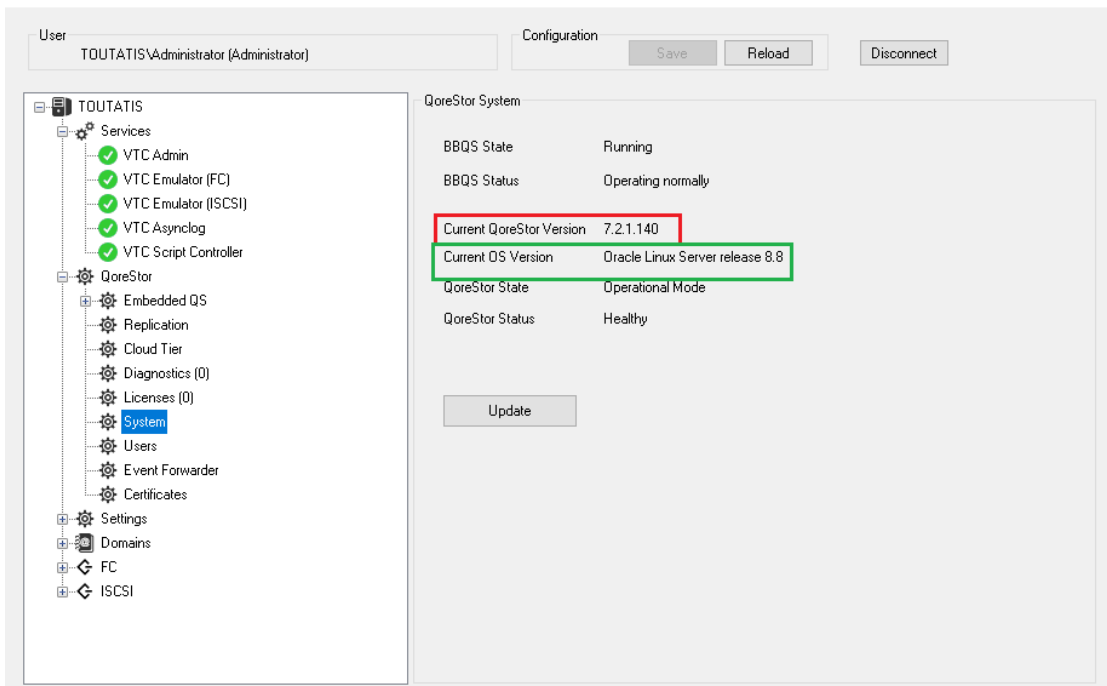 User
TOUTATIS\Administrator (Administrator)
Configuration
Save
Reload
Disconnect
TOUTATIS
Services
VTC Admin
VTC Emulator (FC)
VTC Emulator (ISCSI)
VTC Asynclog
VTC Script Controller
QoreStor
Embedded QS
Replication
Cloud Tier
Diagnostics (0)
Licenses (0)
System
Users
Event Forwarder
Certificates
Settings
Domains
FC
ISCSI
QoreStor System
BBQS State Running
BBQS Status Operating normally
Current QoreStor Version 7.2.1.140
Current OS Version Oracle Linux Server release 8.8
QoreStor State Operational Mode
QoreStor Status Healthy
Update